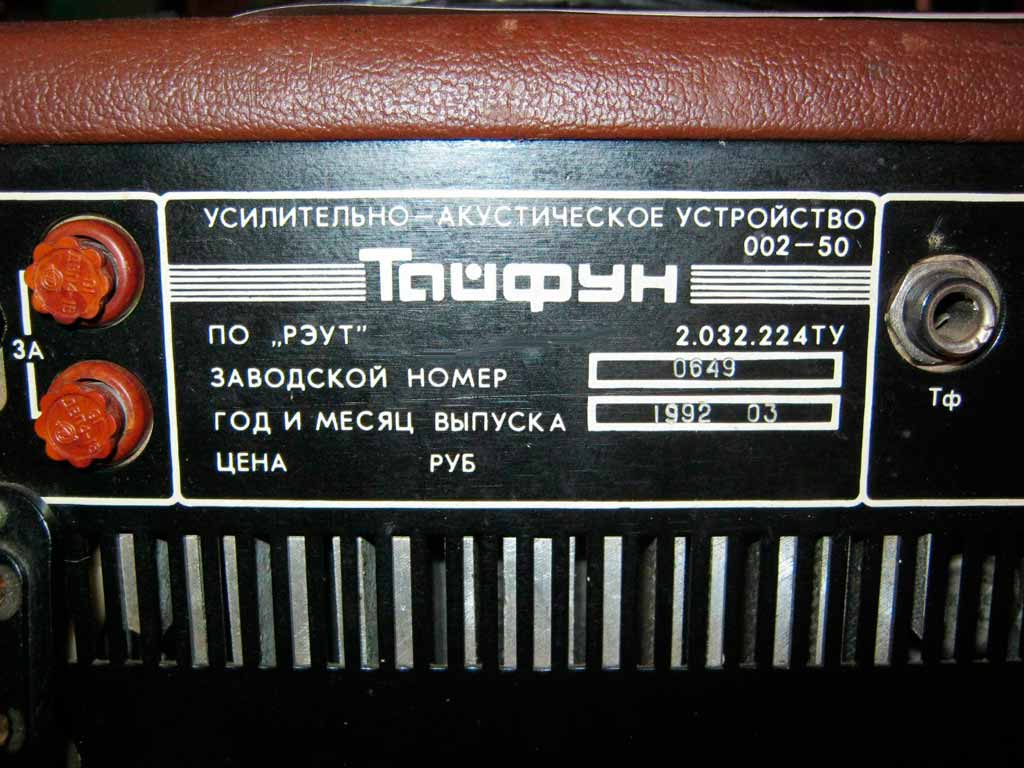 УСИЛИТЕЛЬНО-АКУСТИЧЕСКОЕ УСТРОЙСТВО
002-50
Тайфун
ПО „РЭУТ" 2.032.224ТУ
ЗАВОДСКОЙ НОМЕР 0649
ГОД И МЕСЯЦ ВЫПУСКА 1992 03
ЦЕНА РУБ
3А
Тф